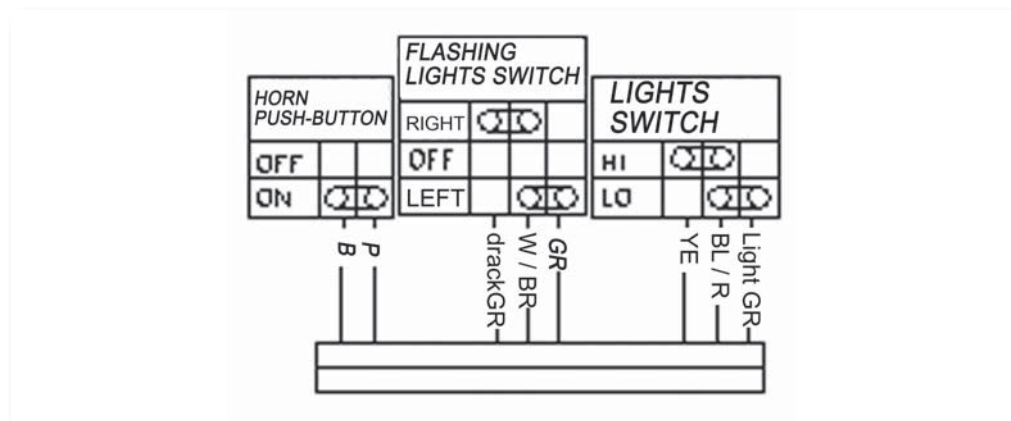 HORN
PUSH-BUTTON
OFF
ON
FLASHING
LIGHTS SWITCH
RIGHT
OFF
LEFT
LIGHTS
SWITCH
HI
LO
B
P
drackGR
W / BR
GR
YE
BL / R
Light GR